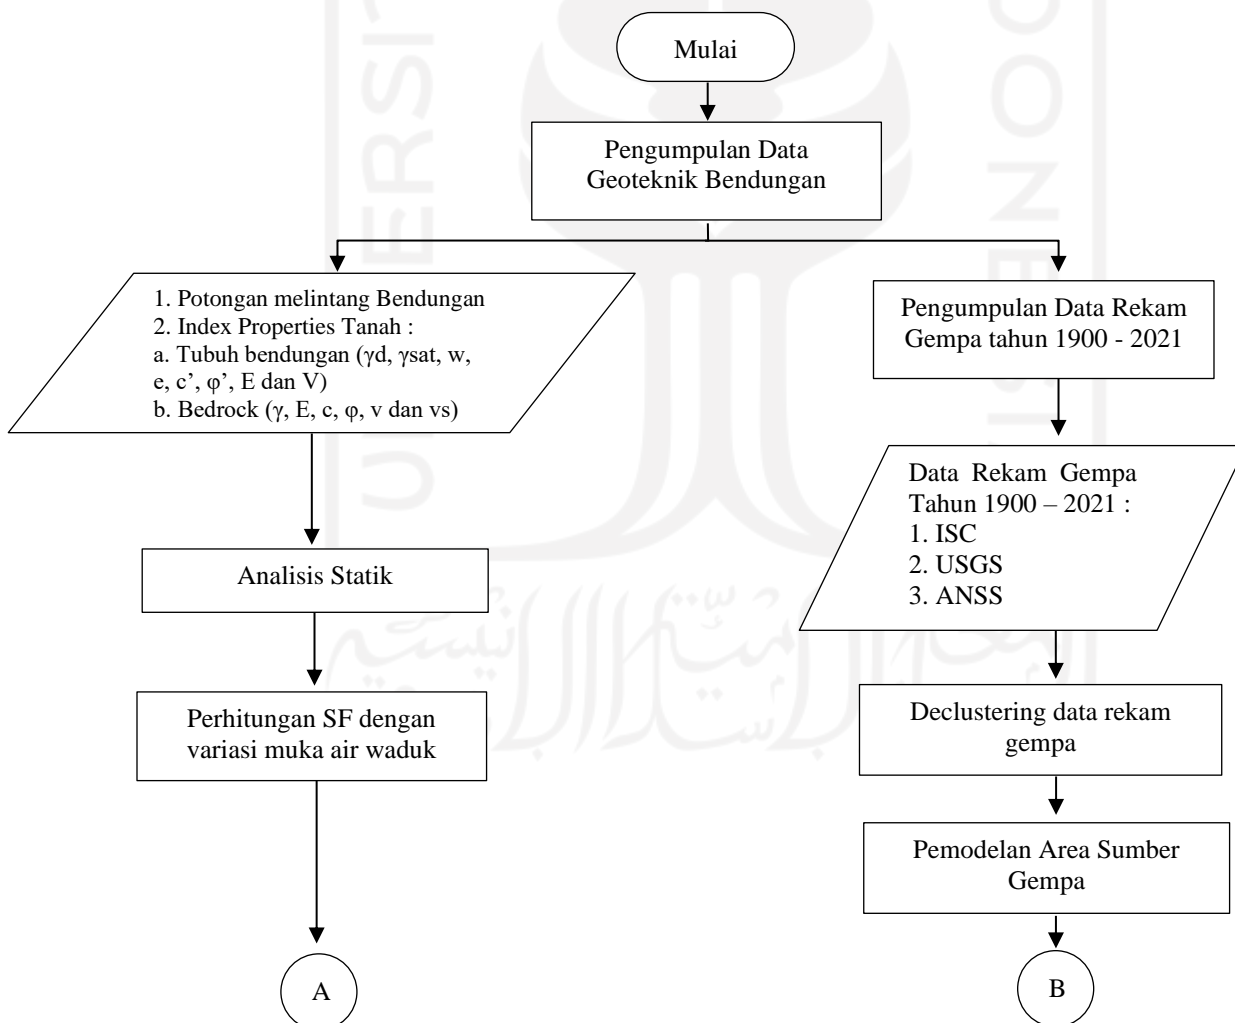 Mulai
Pengumpulan Data
Geoteknik Bendungan
1. Potongan melintang Bendungan
2. Index Properties Tanah :
a. Tubuh bendungan (γd, γsat, w,
e, c’, φ’, E dan V)
b. Bedrock (γ, E, c, φ, v dan vs)
Analisis Statik
Perhitungan SF dengan
variasi muka air waduk
A
Pengumpulan Data Rekam
Gempa tahun 1900 - 2021
Data Rekam Gempa
Tahun 1900 – 2021 :
1. ISC
2. USGS
3. ANSS
Declustering data rekam
gempa
Pemodelan Area Sumber
Gempa
B